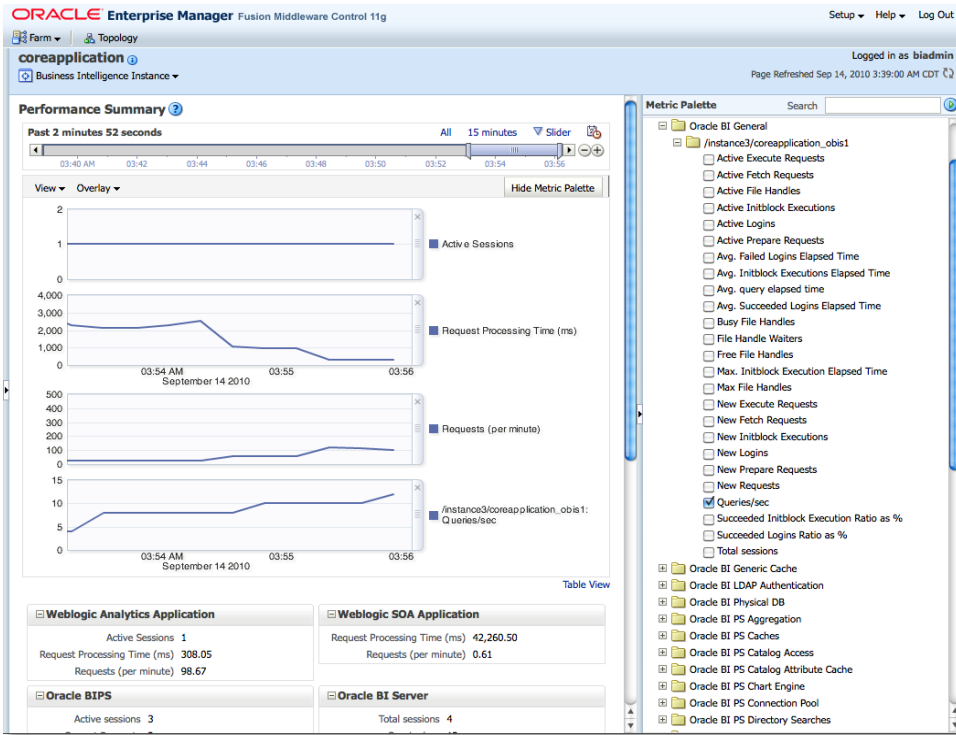 ORACLE Enterprise Manager Fusion Middleware Control 11g
Setup Help Log Out
Farm Topology
coreapplication
Logged in as biadmin
Business Intelligence Instance
Page Refreshed Sep 14, 2010 3:39:00 AM CDT
Performance Summary
Past 2 minutes 52 seconds All 15 minutes Slider
03:40 AM 03:42 03:44 03:46 03:48 03:50 03:52 03:54 03:56
View Overlay Hide Metric Palette
2
1
0
Active Sessions
4,000
3,000
2,000
1,000
0
Request Processing Time (ms)
03:54 AM 03:55 03:56
September 14 2010
500
400
300
200
100
0
Requests (per minute)
15
10
5
0
/instance3/coreapplication_obis1:
Queries/sec
03:54 AM 03:55 03:56
September 14 2010
Table View
Weblogic Analytics Application
Active Sessions 1
Request Processing Time (ms) 308.05
Requests (per minute) 98.67
Weblogic SOA Application
Request Processing Time (ms) 42,260.50
Requests (per minute) 0.61
Oracle BIPS
Active sessions 3
Oracle BI Server
Total sessions 4
Metric Palette Search
Oracle BI General
/instance3/coreapplication_obis1
Active Execute Requests
Active Fetch Requests
Active File Handles
Active Initblock Executions
Active Logins
Active Prepare Requests
Avg. Failed Logins Elapsed Time
Avg. Initblock Executions Elapsed Time
Avg. query elapsed time
Avg. Succeeded Logins Elapsed Time
Busy File Handles
File Handle Waiters
Free File Handles
Max. Initblock Execution Elapsed Time
Max File Handles
New Execute Requests
New Fetch Requests
New Initblock Executions
New Logins
New Prepare Requests
New Requests
Queries/sec
Succeeded Initblock Execution Ratio as %
Succeeded Logins Ratio as %
Total sessions
Oracle BI Generic Cache
Oracle BI LDAP Authentication
Oracle BI Physical DB
Oracle BI PS Aggregation
Oracle BI PS Caches
Oracle BI PS Catalog Access
Oracle BI PS Catalog Attribute Cache
Oracle BI PS Chart Engine
Oracle BI PS Connection Pool
Oracle BI PS Directory Searches